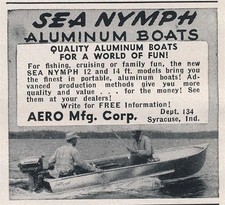 SEA NYMPH
ALUMINUM BOATS
QUALITY ALUMINUM BOATS
FOR A WORLD OF FUN!
For fishing, cruising or family fun, the new
SEA NYMPH 12 and 14 ft. models bring you
the finest in portable, aluminum boats! Ad-
vanced production methods give you more
quality and value . . . for the money! See
them at your dealers!
Write for FREE Information!
AERO Mfg. Corp. Dept. 134
Syracuse, Ind.